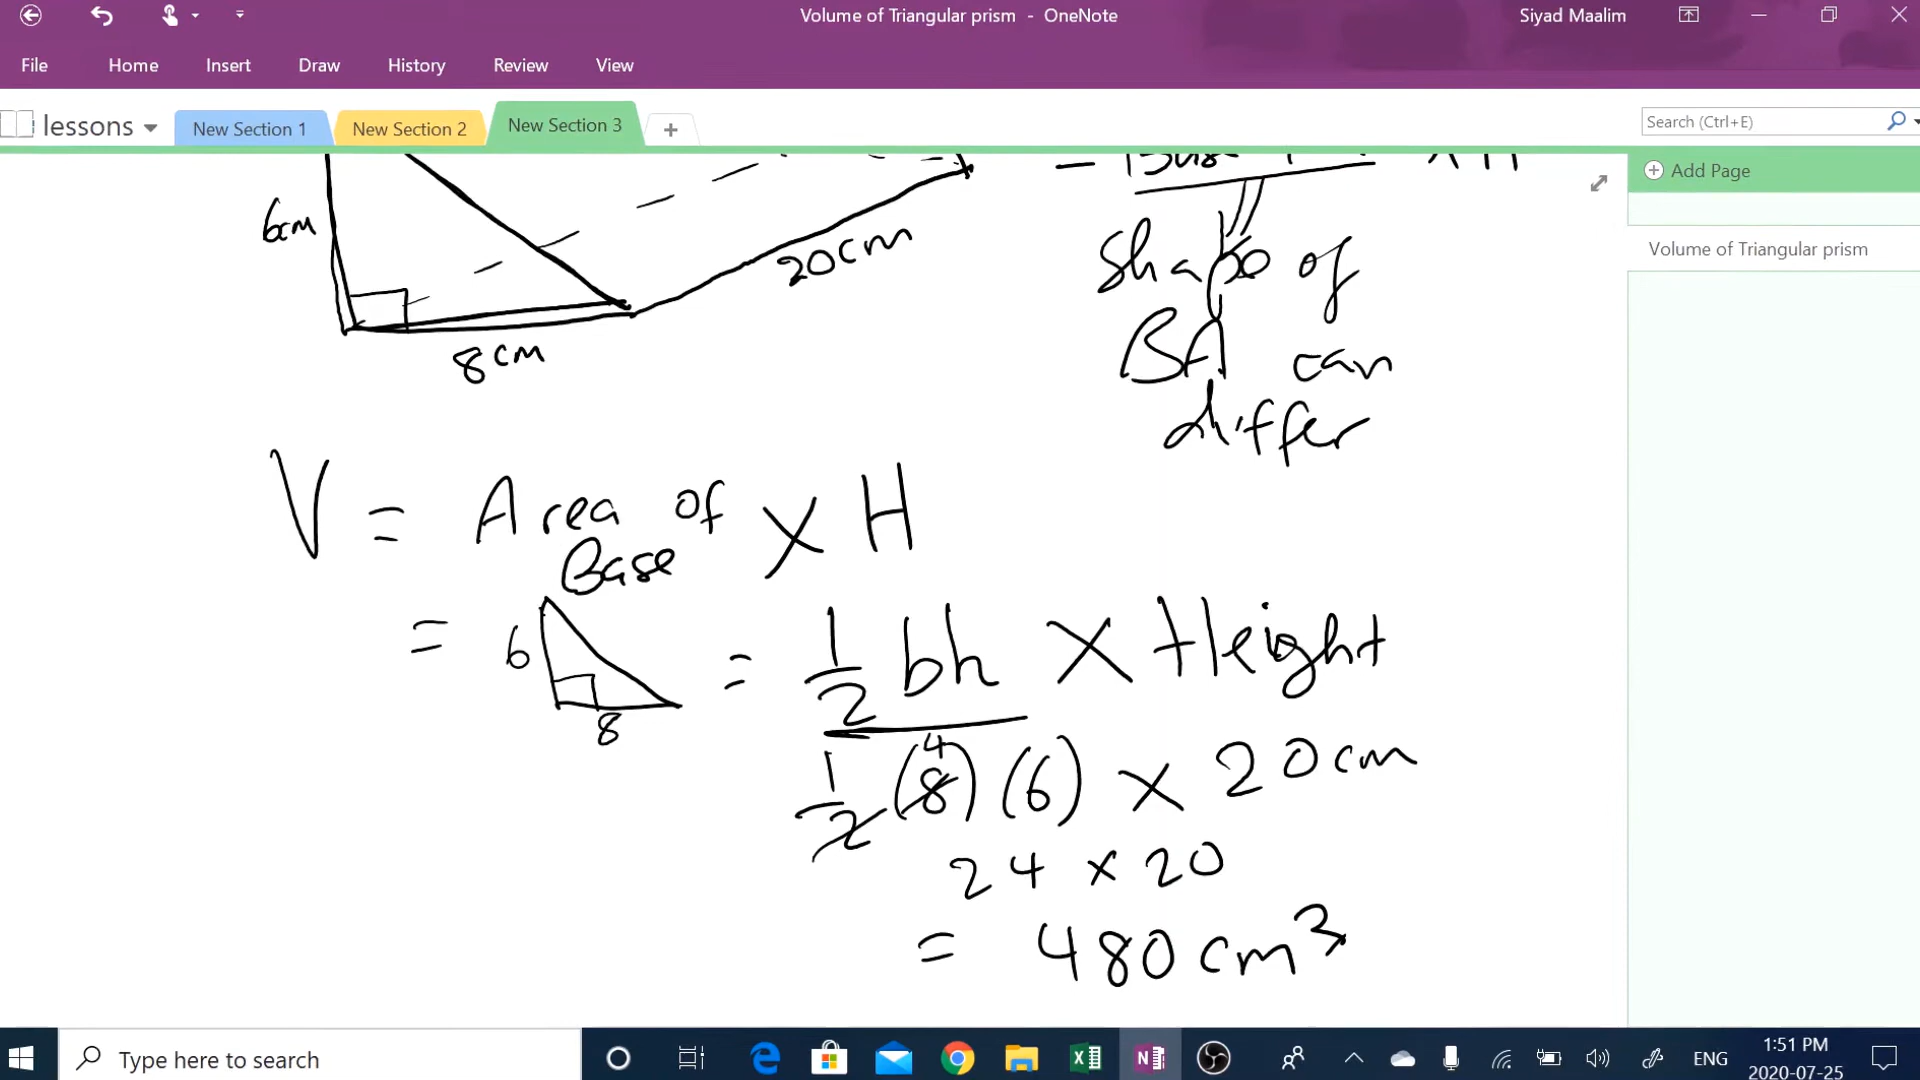 Volume of Triangular prism - OneNote
Siyad Maalim
File Home Insert Draw History Review View
lessons New Section 1 New Section 2 New Section 3 +
Search (Ctrl+E)
Add Page
Volume of Triangular prism
= Base × H
6cm
20cm
8cm
Shape of
BA can
differ
V = Area of × H
Base
= 6 8 = 1/2 bh × Height
1/2 (8) (6) × 20cm
4
24 × 20
= 480 cm³
Type here to search
ENG
1:51 PM
2020-07-25